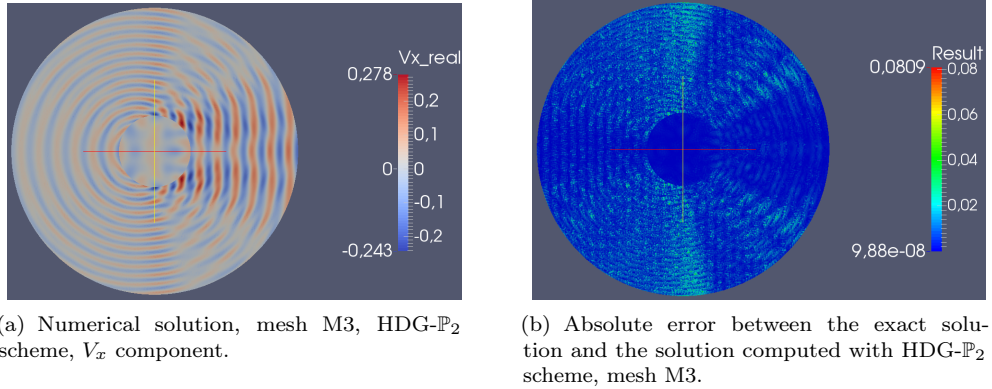 Vx_real
0,278
0,2
0,1
0
0
-0,1
-0,2
-0,243
Result
0,0809
0,08
0,06
0,04
0,02
9,88e-08
(a) Numerical solution, mesh M3, HDG-ℙ₂
scheme, Vₓ component.
(b) Absolute error between the exact solu-
tion and the solution computed with HDG-ℙ₂
scheme, mesh M3.